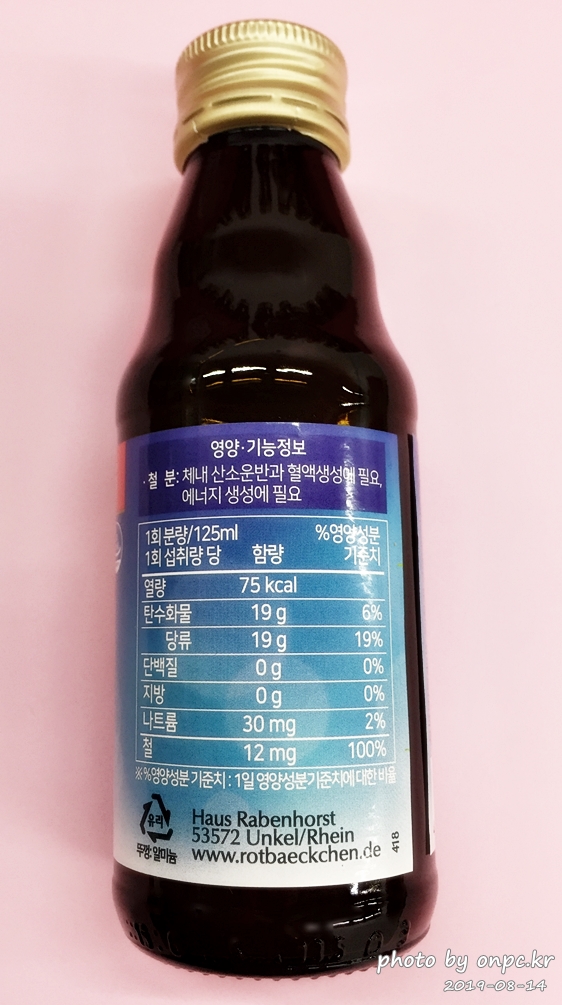 영양·기능정보
·철 분: 체내 산소운반과 혈액생성에 필요,
에너지 생성에 필요
1회 분량/125ml %영양성분
1회 섭취량 당 함량 기준치
열량 75 kcal
탄수화물 19 g 6%
당류 19 g 19%
단백질 0 g 0%
지방 0 g 0%
나트륨 30 mg 2%
철 12 mg 100%
※ %영양성분 기준치 : 1일 영양성분기준치에 대한 비율
유리
뚜껑: 알미늄
Haus Rabenhorst
53572 Unkel/Rhein
www.rotbaeckchen.de
418
photo by onpc.kr
2019-08-14